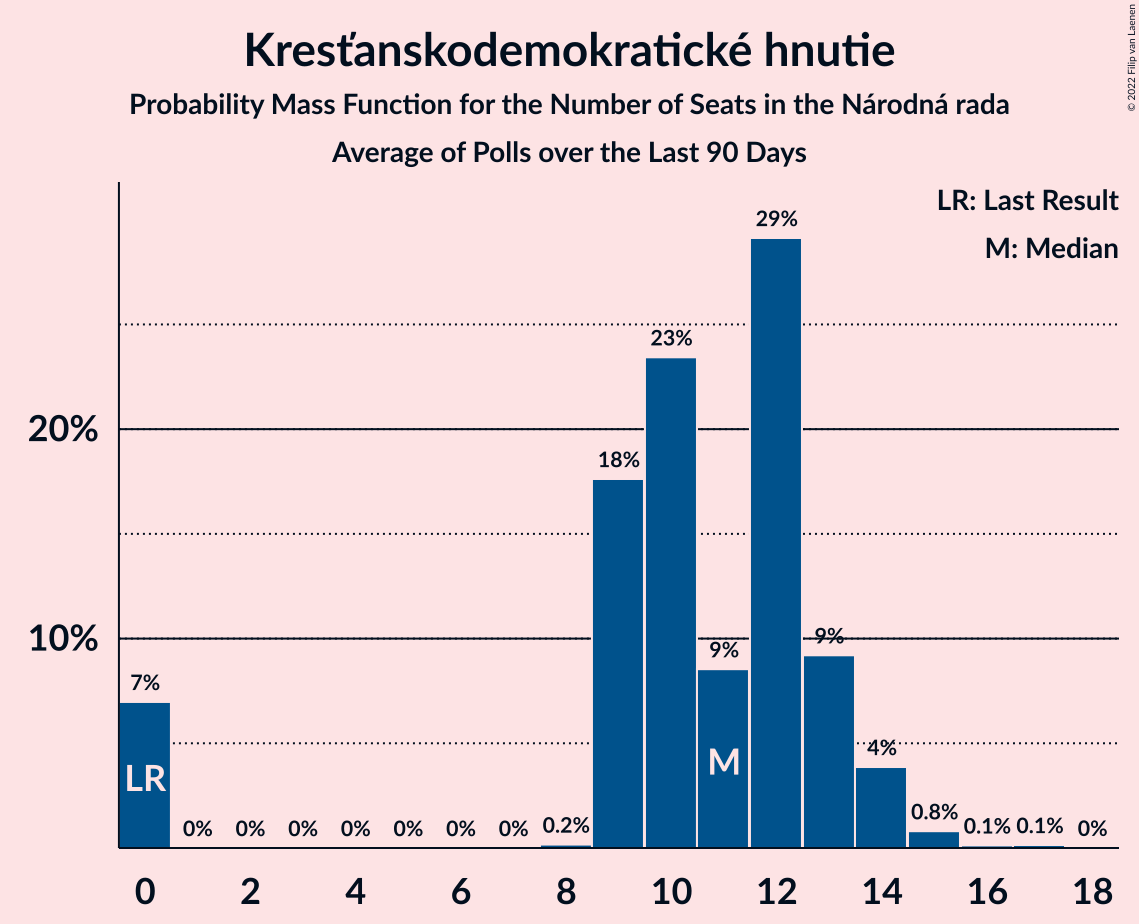 Kresťanskodemokratické hnutie
Probability Mass Function for the Number of Seats in the Národná rada
Average of Polls over the Last 90 Days
© 2022 Filip van Laenen
LR: Last Result
M: Median
29%
23%
20%
18%
10%
9%
9%
7%
4%
LR
M
0% 0% 0% 0% 0% 0% 0% 0.2% 0.8% 0.1% 0.1% 0%
0 2 4 6 8 10 12 14 16 18